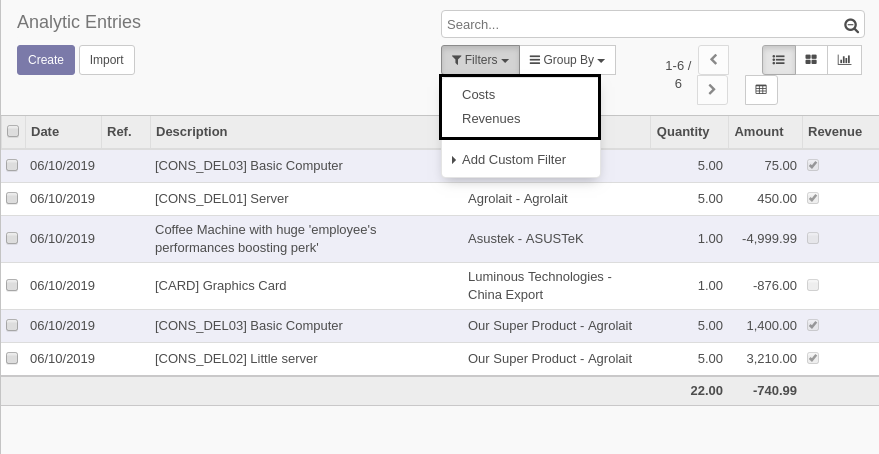 Analytic Entries
Search...
Create
Import
Filters
Group By
1-6 /
6
Costs
Revenues
Add Custom Filter
Date Ref. Description Quantity Amount Revenue
06/10/2019 [CONS_DEL03] Basic Computer 5.00 75.00
06/10/2019 [CONS_DEL01] Server Agrolait - Agrolait 5.00 450.00
06/10/2019 Coffee Machine with huge 'employee's
performances boosting perk' Asustek - ASUSTeK 1.00 -4,999.99
06/10/2019 [CARD] Graphics Card Luminous Technologies -
China Export 1.00 -876.00
06/10/2019 [CONS_DEL03] Basic Computer Our Super Product - Agrolait 5.00 1,400.00
06/10/2019 [CONS_DEL02] Little server Our Super Product - Agrolait 5.00 3,210.00
22.00 -740.99